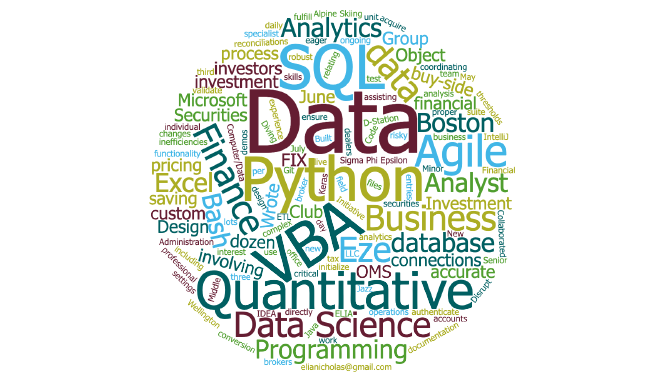 Alpine Skiing
fulfill
daily
unit
acquire
specialist
eager
ongoing
Analytics
Group
reconciliations
robust
relating
Object
process
SQL
data
third
skills
test
team
May
coordinating
investors
buy-side
validate
experience
assisting
analysis
investment
June
financial
thresholds
Microsoft
Data
proper
suite
individual
ensure
D-Station
Code
Securities
Diving
dealers
risky
Boston
business
IntelliJ
changes
demos
Built
July
live
Sigma Phi Epsilon
inefficiencies
Finance
FIX
Agile
functionality
Computer/Data
per
Git
Keras
Minor
Financial
pricing
Python
Analyst
Excel
broker
field
Initiative
files
securities
entries
saving
Bash
Wrote
VBA
Business
Investment
custom
design
ETL
Club
complex
day
analytics
New
Design
dozen
Eze
database
Collaborated
Administration
lots
use
office
new
initialize
tax
LLC
connections
Senior
professional
including
involving
interest
three
critical
OMS
accurate
settings
Middle
Quantitative
Jazz
authenticate
Disrupt
Wellington
IDEA
directly
ELIA
operations
accounts
Data Science
conversion
Java
work
documentation
brokers
Programming
elianicholas@gmail.com